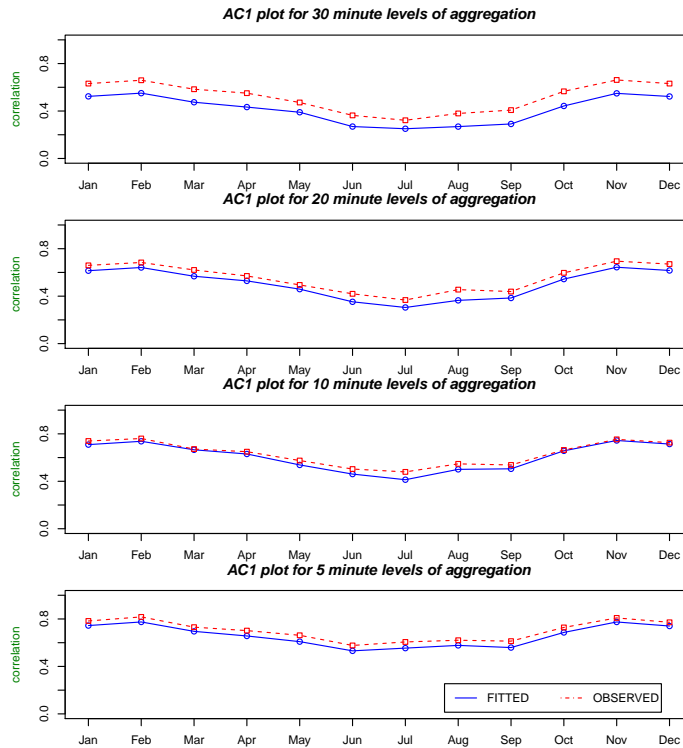 AC1 plot for 30 minute levels of aggregation
correlation
0.8
0.4
0.0
Jan Feb Mar Apr May Jun Jul Aug Sep Oct Nov Dec
AC1 plot for 20 minute levels of aggregation
correlation
0.8
0.4
0.0
Jan Feb Mar Apr May Jun Jul Aug Sep Oct Nov Dec
AC1 plot for 10 minute levels of aggregation
correlation
0.8
0.4
0.0
Jan Feb Mar Apr May Jun Jul Aug Sep Oct Nov Dec
AC1 plot for 5 minute levels of aggregation
correlation
0.8
0.4
0.0
FITTED OBSERVED
Jan Feb Mar Apr May Jun Jul Aug Sep Oct Nov Dec